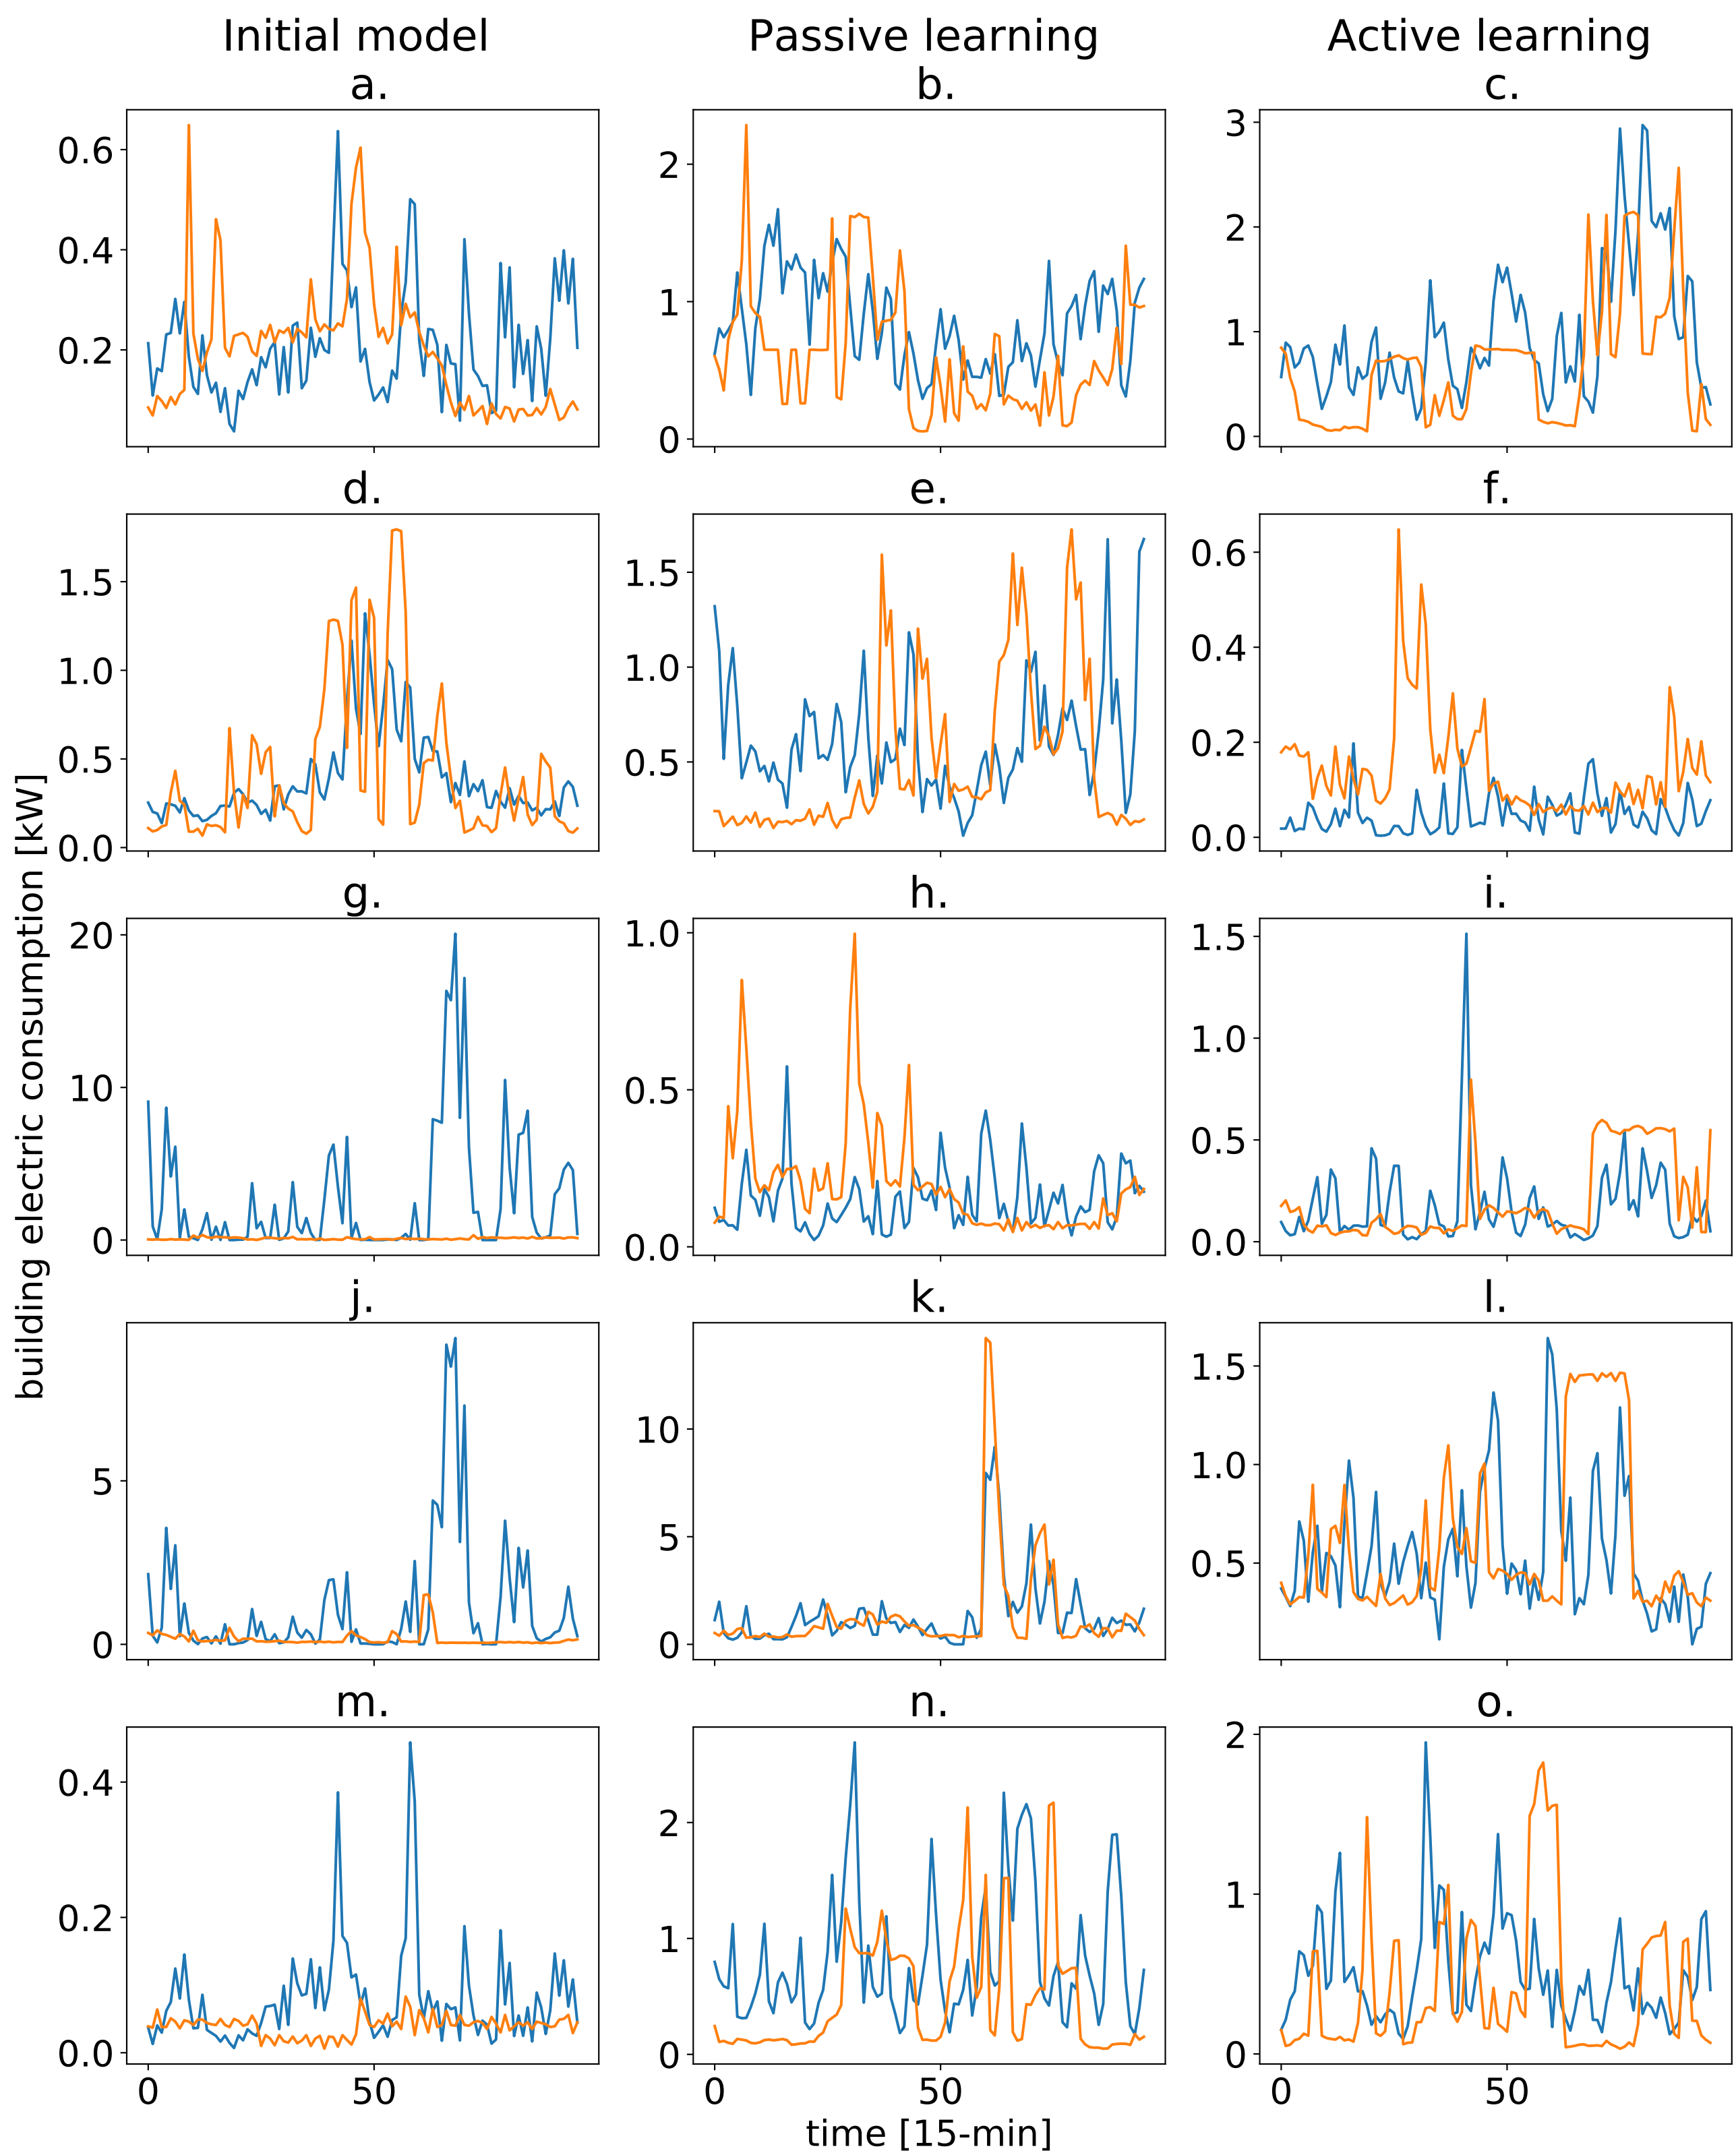 Initial model Passive learning Active learning
a. b. c.
0.6 2 3
0.4 1 2
0.2 0 1
0
d. e. f.
1.5 1.5 0.6
1.0 1.0 0.4
0.5 0.5 0.2
0.0 0.0
building electric consumption [kW]
g. h. i.
20 1.0 1.5
10 0.5 1.0
0 0.0 0.5
0.0
j. k. l.
5 10 1.5
0 5 1.0
0 0.5
m. n. o.
0.4 2 2
0.2 1 1
0.0 0 0
0 50 0 50 0 50
time [15-min]